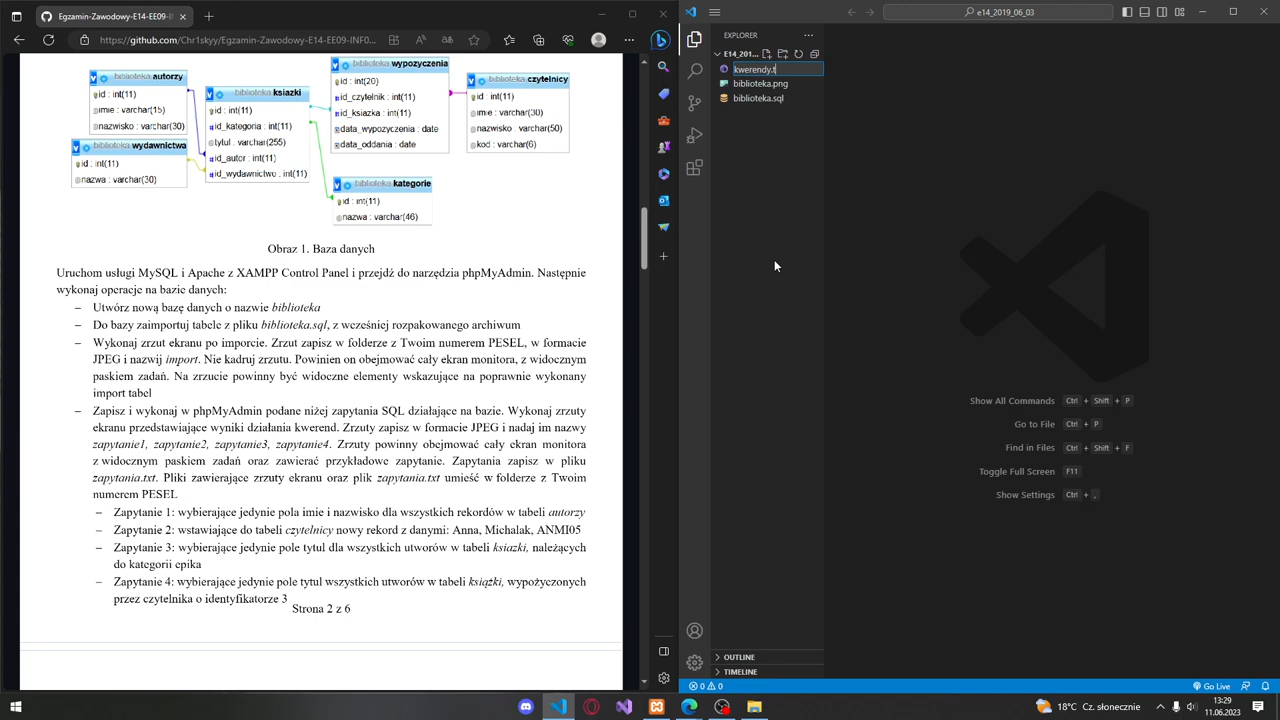 Egzamin-Zawodowy-E14-EE09-I
https://github.com/Chr1skyy/Egzamin-Zawodowy-E14-EE09-INF0...
biblioteka autorzy
id : int(11)
imie : varchar(15)
nazwisko : varchar(30)
biblioteka wydawnictwa
id : int(11)
nazwa : varchar(30)
biblioteka ksiazki
id : int(11)
id_kategoria : int(11)
tytul : varchar(255)
id_autor : int(11)
id_wydawnictwo : int(11)
biblioteka wypozyczenia
id : int(20)
id_czytelnik : int(11)
id_ksiazka : int(11)
data_wypozyczenia : date
data_oddania : date
biblioteka czytelnicy
id : int(11)
imie : varchar(30)
nazwisko : varchar(50)
kod : varchar(6)
biblioteka kategorie
id : int(11)
nazwa : varchar(46)
Obraz 1. Baza danych
Uruchom usługi MySQL i Apache z XAMPP Control Panel i przejdź do narzędzia phpMyAdmin. Następnie
wykonaj operacje na bazie danych:
– Utwórz nową bazę danych o nazwie biblioteka
– Do bazy zaimportuj tabele z pliku biblioteka.sql, z wcześniej rozpakowanego archiwum
– Wykonaj zrzut ekranu po imporcie. Zrzut zapisz w folderze z Twoim numerem PESEL, w formacie
JPEG i nazwij import. Nie kadruj zrzutu. Powinien on obejmować cały ekran monitora, z widocznym
paskiem zadań. Na zrzucie powinny być widoczne elementy wskazujące na poprawnie wykonany
import tabel
– Zapisz i wykonaj w phpMyAdmin podane niżej zapytania SQL działające na bazie. Wykonaj zrzuty
ekranu przedstawiające wyniki działania kwerend. Zrzuty zapisz w formacie JPEG i nadaj im nazwy
zapytanie1, zapytanie2, zapytanie3, zapytanie4. Zrzuty powinny obejmować cały ekran monitora
z widocznym paskiem zadań oraz zawierać przykładowe zapytanie. Zapytania zapisz w pliku
zapytania.txt. Pliki zawierające zrzuty ekranu oraz plik zapytania.txt umieść w folderze z Twoim
numerem PESEL
– Zapytanie 1: wybierające jedynie pola imie i nazwisko dla wszystkich rekordów w tabeli autorzy
– Zapytanie 2: wstawiające do tabeli czytelnicy nowy rekord z danymi: Anna, Michalak, ANMI05
– Zapytanie 3: wybierające jedynie pole tytul dla wszystkich utworów w tabeli ksiazki, należących
do kategorii epika
– Zapytanie 4: wybierające jedynie pole tytul wszystkich utworów w tabeli książki, wypożyczonych
przez czytelnika o identyfikatorze 3
Strona 2 z 6
e14_2019_06_03
EXPLORER
E14_201...
kwerendy.t
biblioteka.png
biblioteka.sql
Show All Commands Ctrl + Shift + P
Go to File Ctrl + P
Find in Files Ctrl + Shift + F
Toggle Full Screen F11
Show Settings Ctrl + ,
OUTLINE
TIMELINE
0 0
Go Live
18°C Cz. słonecznie
13:29
11.06.2023